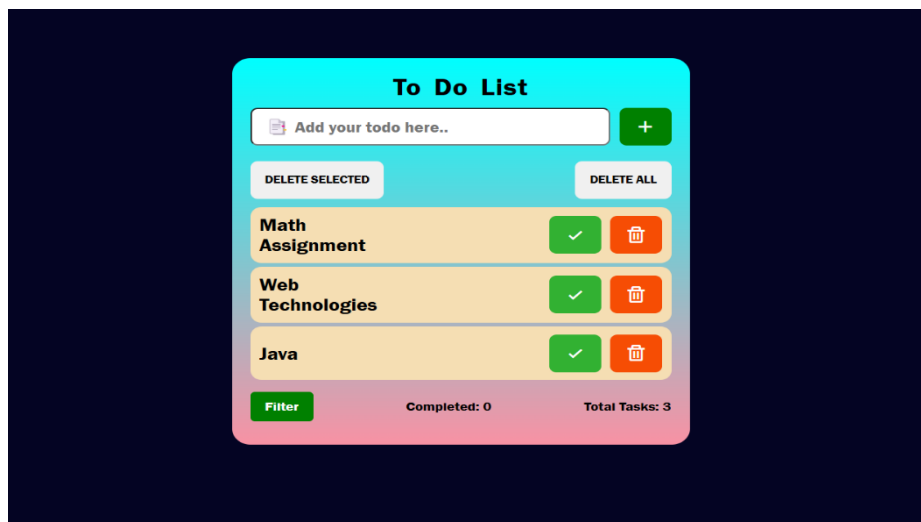 To Do List
Add your todo here..
+
DELETE SELECTED
DELETE ALL
Math
Assignment
Web
Technologies
Java
Filter
Completed: 0
Total Tasks: 3